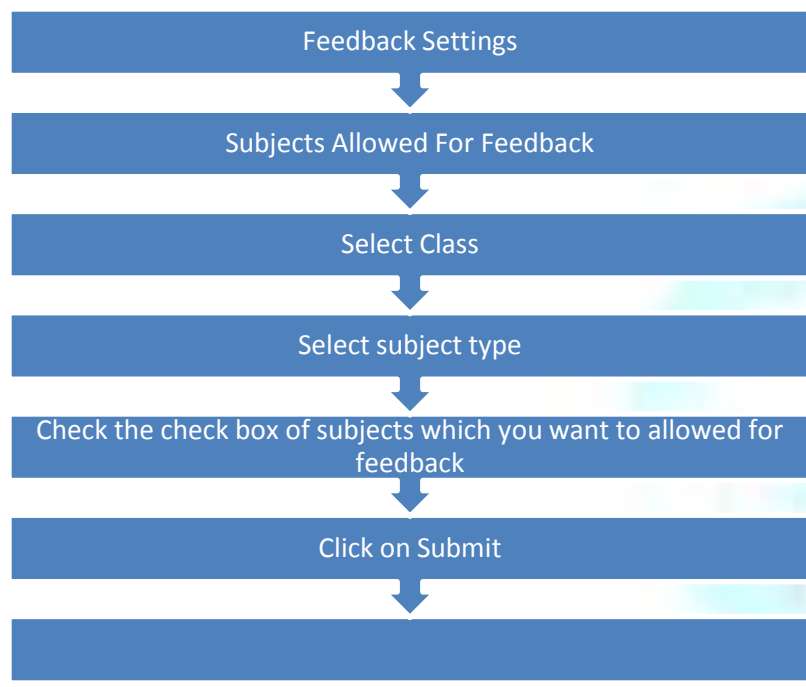 Feedback Settings
Subjects Allowed For Feedback
Select Class
Select subject type
Check the check box of subjects which you want to allowed for
feedback
Click on Submit